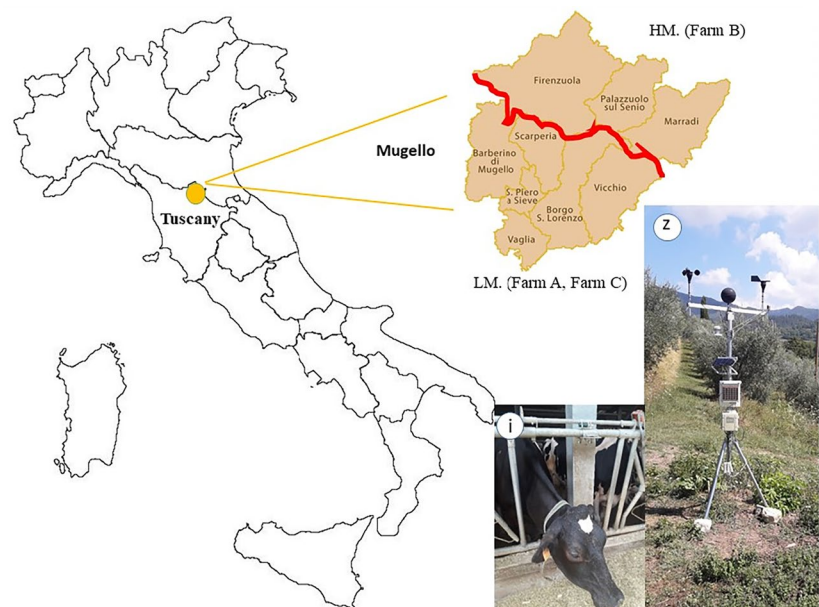 HM. (Farm B)
Firenzuola
Palazzuolo
sul Senio
Marradi
Scarperia
Mugello
Barberino
di
Mugello
S. Piero
a Sieve
Vicchio
Borgo
S. Lorenzo
Vaglia
Tuscany
LM. (Farm A, Farm C)
z
i